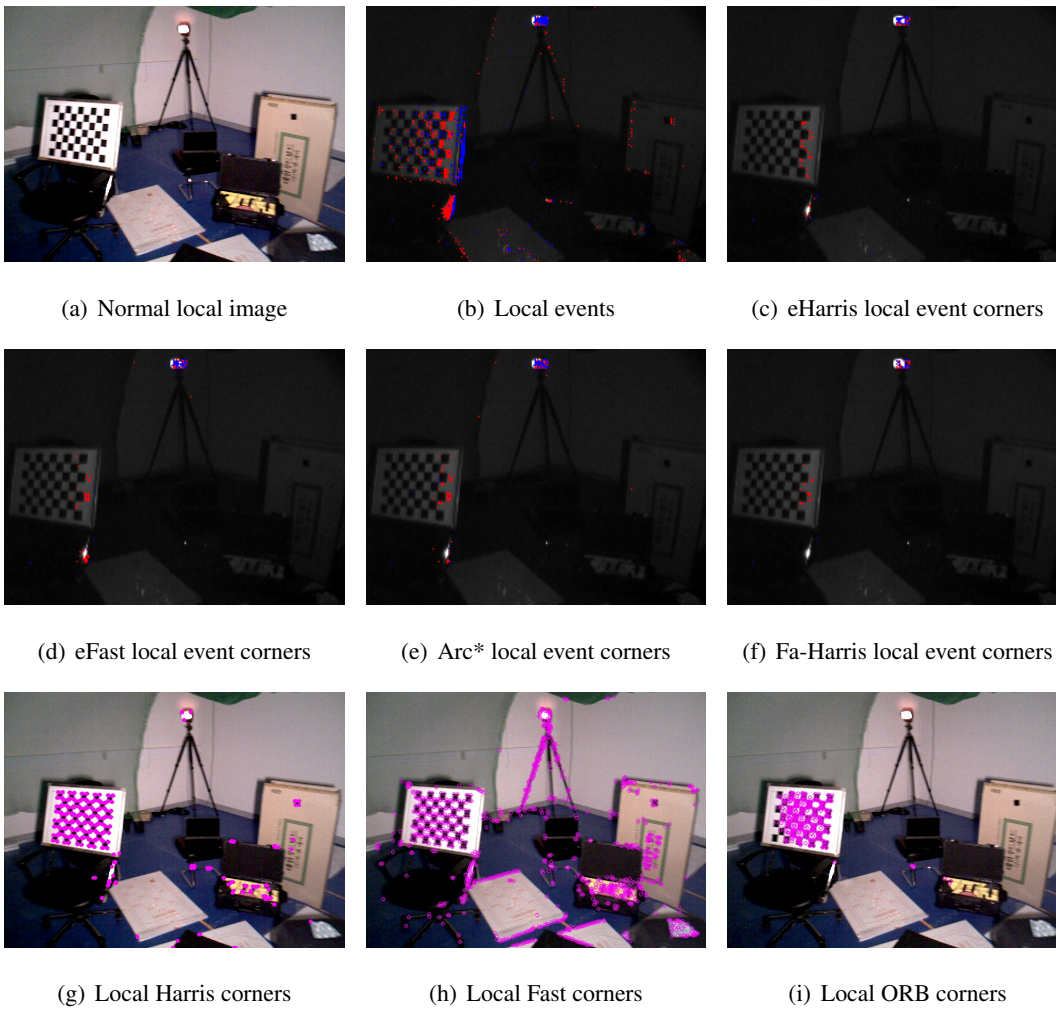 (a) Normal local image
(b) Local events
(c) eHarris local event corners
(d) eFast local event corners
(e) Arc* local event corners
(f) Fa-Harris local event corners
(g) Local Harris corners
(h) Local Fast corners
(i) Local ORB corners